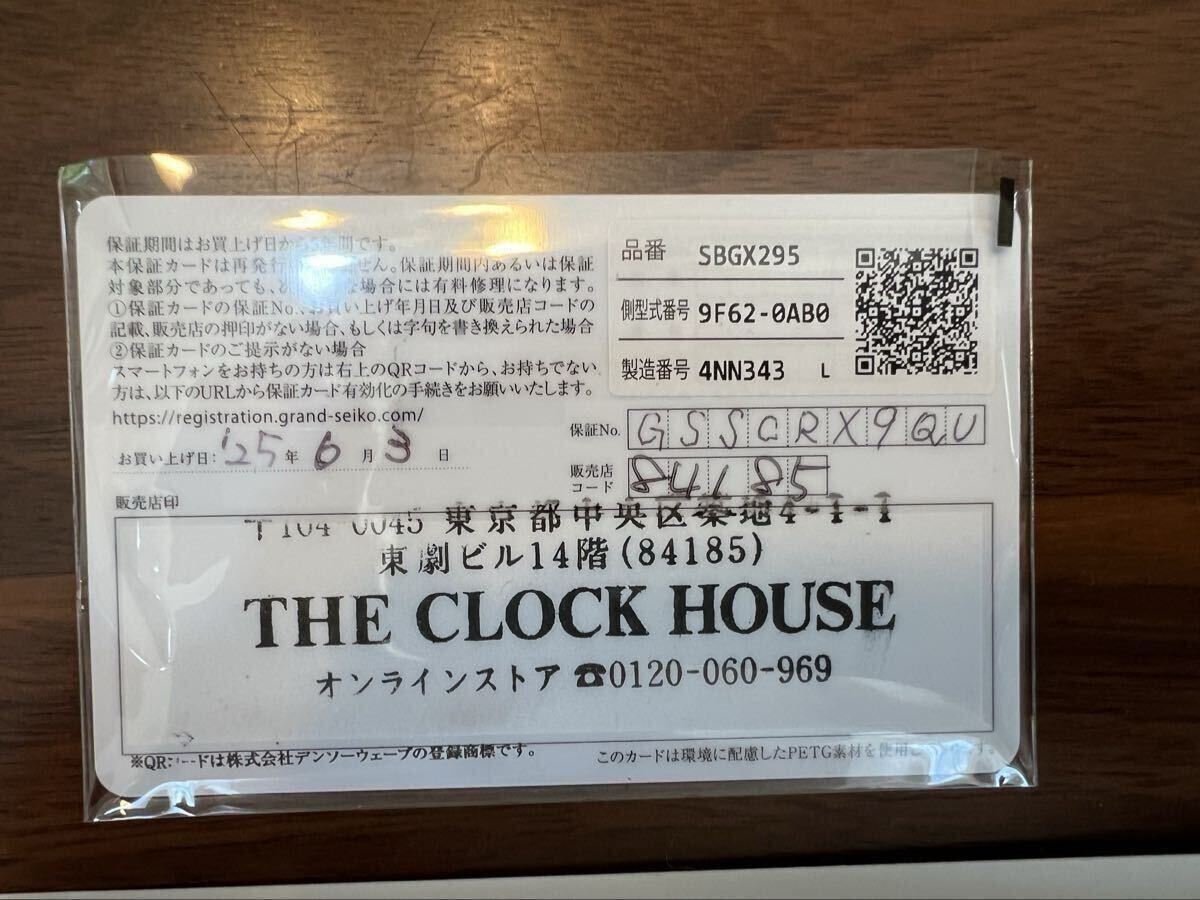 保証期間はお買上げ日から5年間です。
本保証カードは再発行 せん。保証期間内あるいは保証
対象部分であっても、 な場合には有料修理になります。
①保証カードの保証No.、お買い上げ年月日及び販売店コードの
記載、販売店の押印がない場合、もしくは字句を書き換えられた場合
②保証カードのご提示がない場合
スマートフォンをお持ちの方は右上のQRコードから、お持ちでない
方は、以下のURLから保証カード有効化の手続きをお願いいたします。
https://registration.grand-seiko.com/
お買い上げ日: '25 年 6 月 3 日
品番 SBGX295
側型式番号 9F62-0AB0
製造番号 4NN343 L
保証No. GSSCRX9QU
販売店
コード 84185
販売店印
〒104-0045 東京都中央区築地4-1-1
東劇ビル14階(84185)
THE CLOCK HOUSE
オンラインストア ☎0120-060-969
※QRコードは株式会社デンソーウェーブの登録商標です。
このカードは環境に配慮したPETG素材を使用 す。